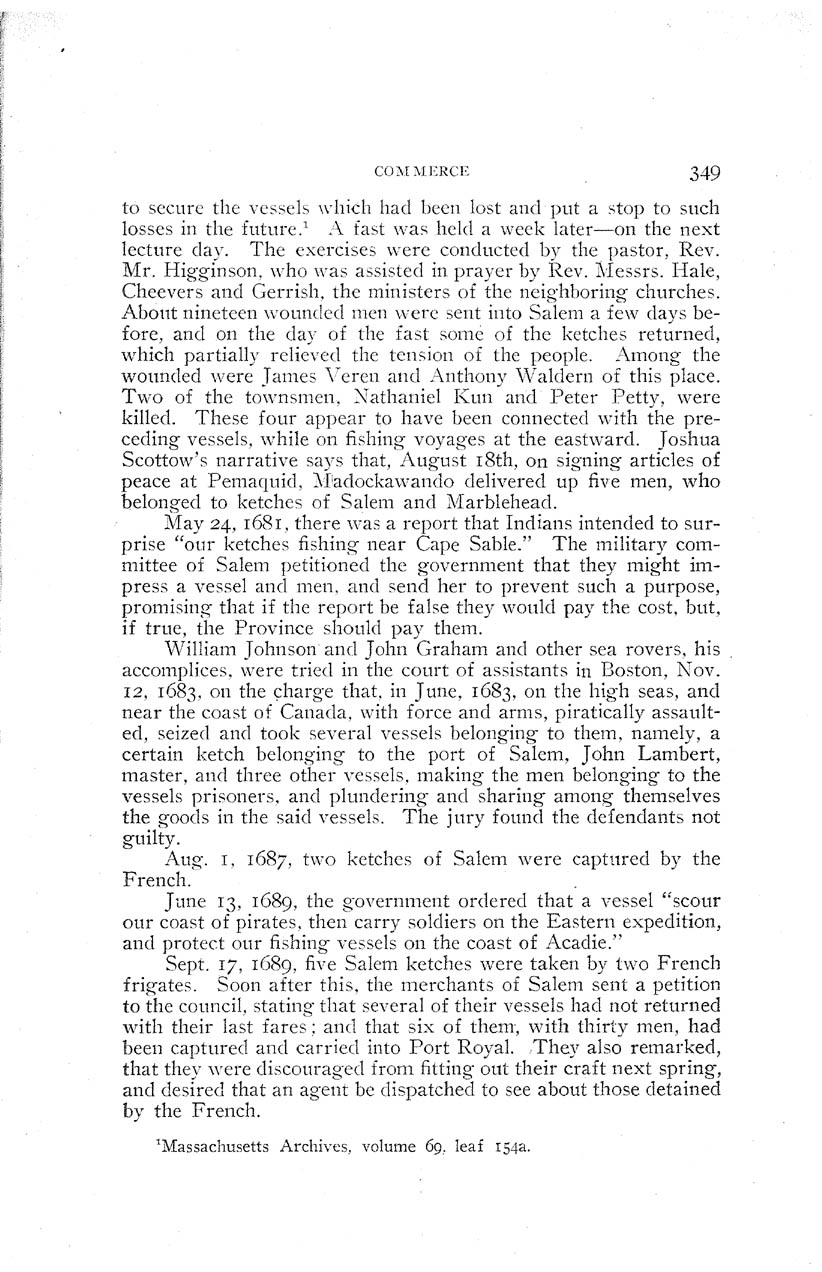 COMMERCE 349
to secure the vessels which had been lost and put a stop to such
losses in the future.¹ A fast was held a week later—on the next
lecture day. The exercises were conducted by the pastor, Rev.
Mr. Higginson, who was assisted in prayer by Rev. Messrs. Hale,
Cheevers and Gerrish, the ministers of the neighboring churches.
About nineteen wounded men were sent into Salem a few days be-
fore, and on the day of the fast some of the ketches returned,
which partially relieved the tension of the people. Among the
wounded were James Veren and Anthony Waldern of this place.
Two of the townsmen, Nathaniel Kun and Peter Petty, were
killed. These four appear to have been connected with the pre-
ceding vessels, while on fishing voyages at the eastward. Joshua
Scottow's narrative says that, August 18th, on signing articles of
peace at Pemaquid, Madockawando delivered up five men, who
belonged to ketches of Salem and Marblehead.
May 24, 1681, there was a report that Indians intended to sur-
prise "our ketches fishing near Cape Sable." The military com-
mittee of Salem petitioned the government that they might im-
press a vessel and men, and send her to prevent such a purpose,
promising that if the report be false they would pay the cost, but,
if true, the Province should pay them.
William Johnson and John Graham and other sea rovers, his
accomplices, were tried in the court of assistants in Boston, Nov.
12, 1683, on the charge that, in June, 1683, on the high seas, and
near the coast of Canada, with force and arms, piratically assault-
ed, seized and took several vessels belonging to them, namely, a
certain ketch belonging to the port of Salem, John Lambert,
master, and three other vessels, making the men belonging to the
vessels prisoners, and plundering and sharing among themselves
the goods in the said vessels. The jury found the defendants not
guilty.
Aug. 1, 1687, two ketches of Salem were captured by the
French.
June 13, 1689, the government ordered that a vessel "scour
our coast of pirates, then carry soldiers on the Eastern expedition,
and protect our fishing vessels on the coast of Acadie."
Sept. 17, 1689, five Salem ketches were taken by two French
frigates. Soon after this, the merchants of Salem sent a petition
to the council, stating that several of their vessels had not returned
with their last fares; and that six of them, with thirty men, had
been captured and carried into Port Royal. They also remarked,
that they were discouraged from fitting out their craft next spring,
and desired that an agent be dispatched to see about those detained
by the French.
¹Massachusetts Archives, volume 69, leaf 154a.